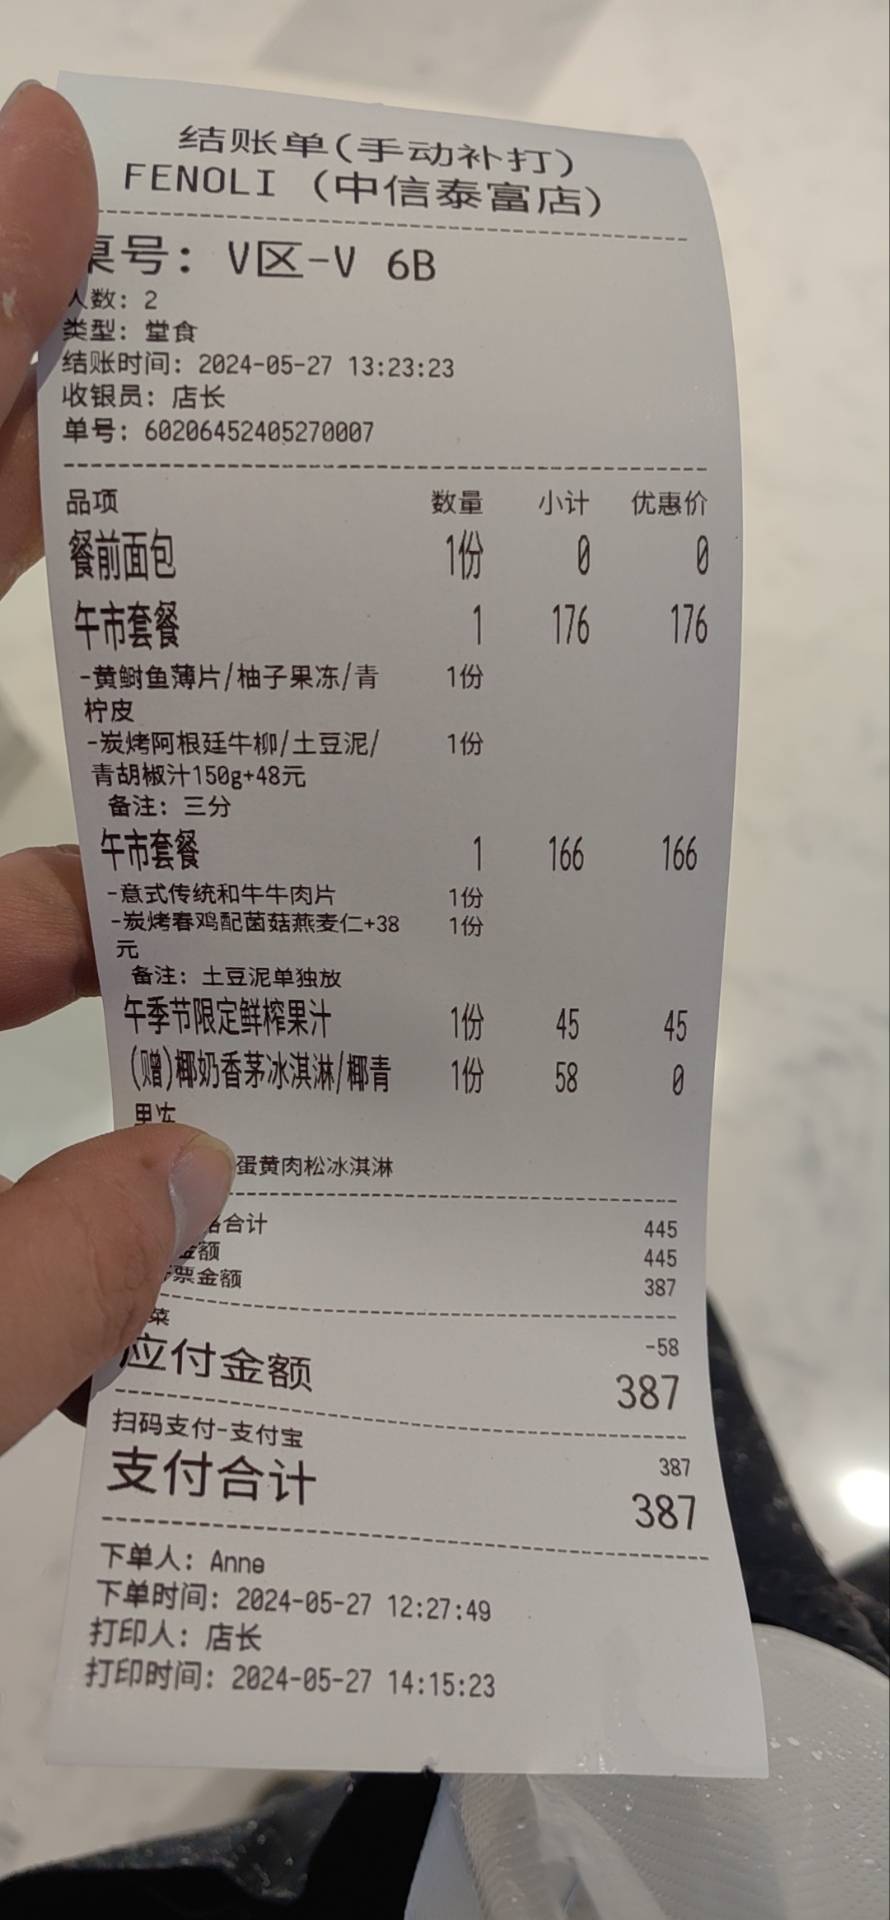 结账单(手动补打)
FENOLI (中信泰富店)
桌号: V区-V 6B
人数: 2
类型: 堂食
结账时间: 2024-05-27 13:23:23
收银员: 店长
单号: 60206452405270007
品项 数量 小计 优惠价
餐前面包 1份 0 0
午市套餐 1 176 176
-黄鲥鱼薄片/柚子果冻/青 1份
柠皮
-炭烤阿根廷牛柳/土豆泥/ 1份
青胡椒汁150g+48元
备注: 三分
午市套餐 1 166 166
-意式传统和牛牛肉片 1份
-炭烤春鸡配菌菇燕麦仁+38 1份
元
备注: 土豆泥单独放
午季节限定鲜榨果汁 1份 45 45
(赠)椰奶香茅冰淇淋/椰青 1份 58 0
果冻
蛋黄肉松冰淇淋
合计 445
金额 445
票金额 387
菜 -58
应付金额 387
扫码支付-支付宝 387
支付合计 387
下单人: Anne
下单时间: 2024-05-27 12:27:49
打印人: 店长
打印时间: 2024-05-27 14:15:23